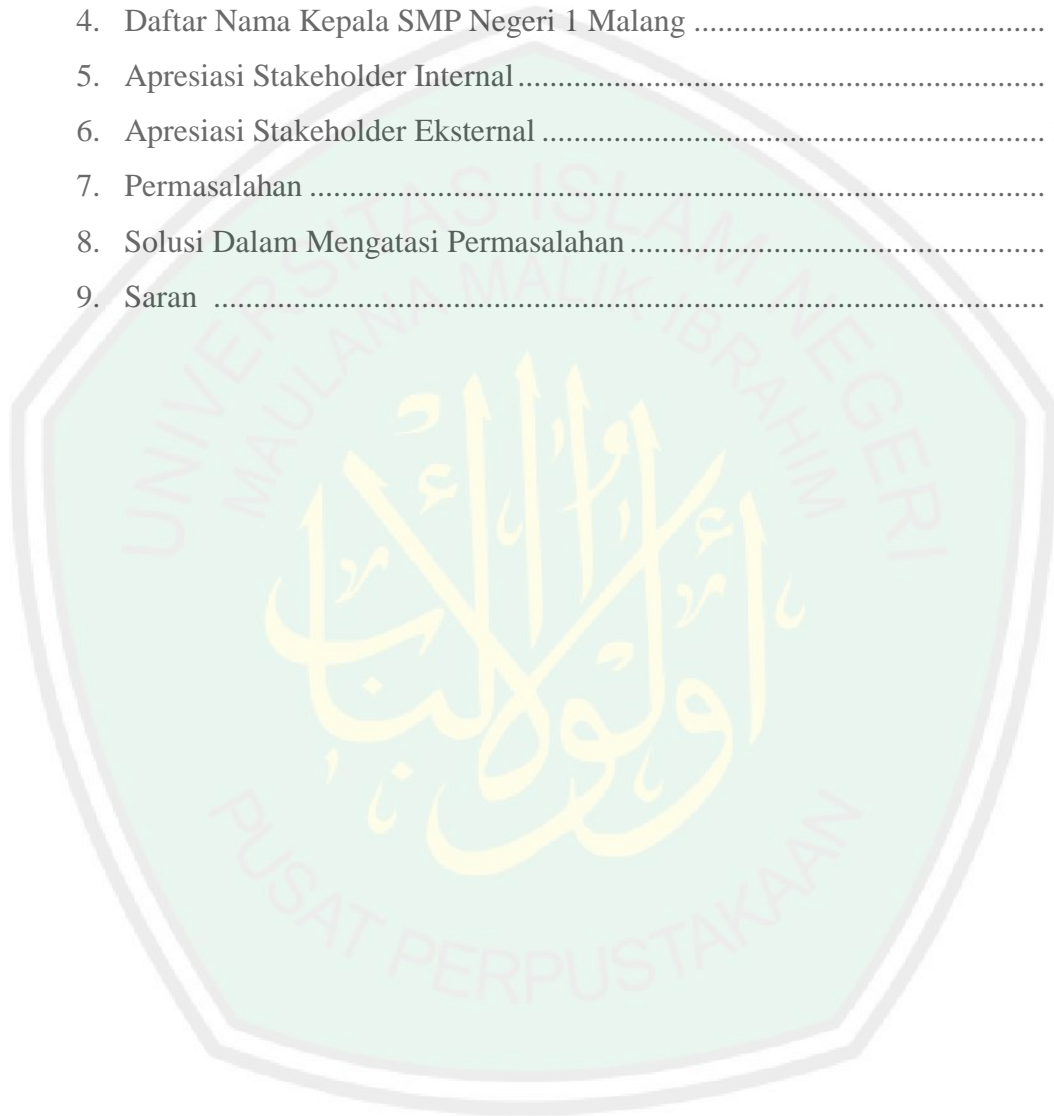 4. Daftar Nama Kepala SMP Negeri 1 Malang ............................................
5. Apresiasi Stakeholder Internal ..................................................................
6. Apresiasi Stakeholder Eksternal ...............................................................
7. Permasalahan ............................................................................................
8. Solusi Dalam Mengatasi Permasalahan ....................................................
9. Saran ........................................................................................................
UNIVERSITAS ISLAM NEGERI
MAULANA MALIK IBRAHIM
أولوا الألباب
PUSAT PERPUSTAKAAN